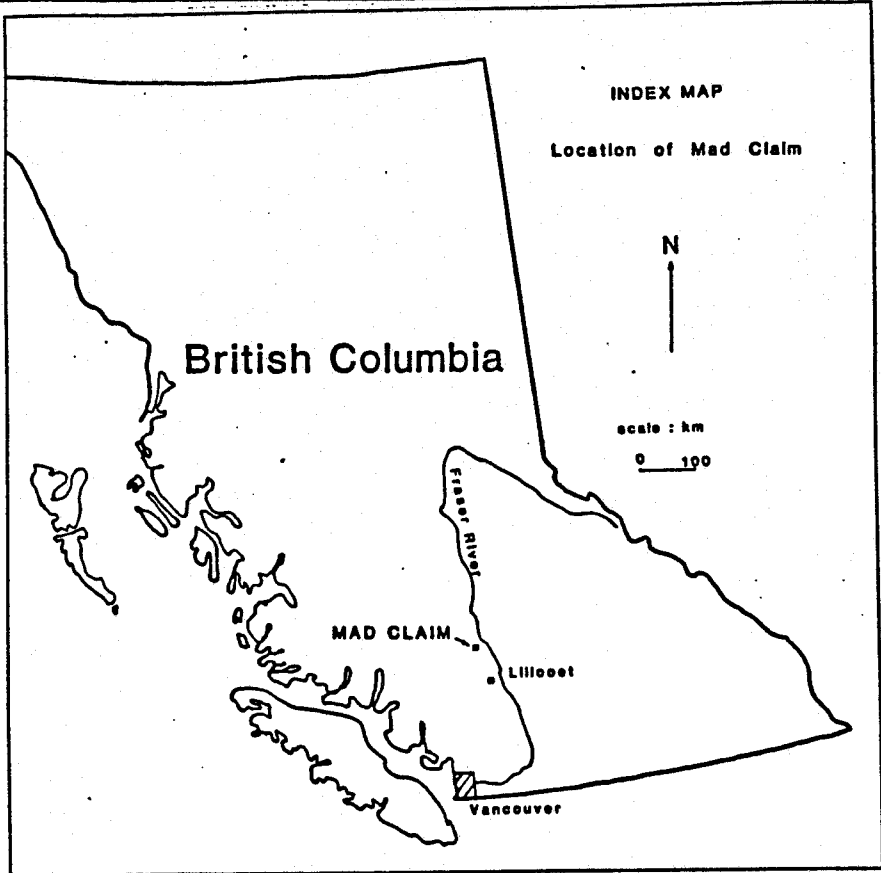 INDEX MAP
Location of Mad Claim
N
British Columbia
scale : km
0 100
Fraser River
MAD CLAIM
Lillooet
Vancouver